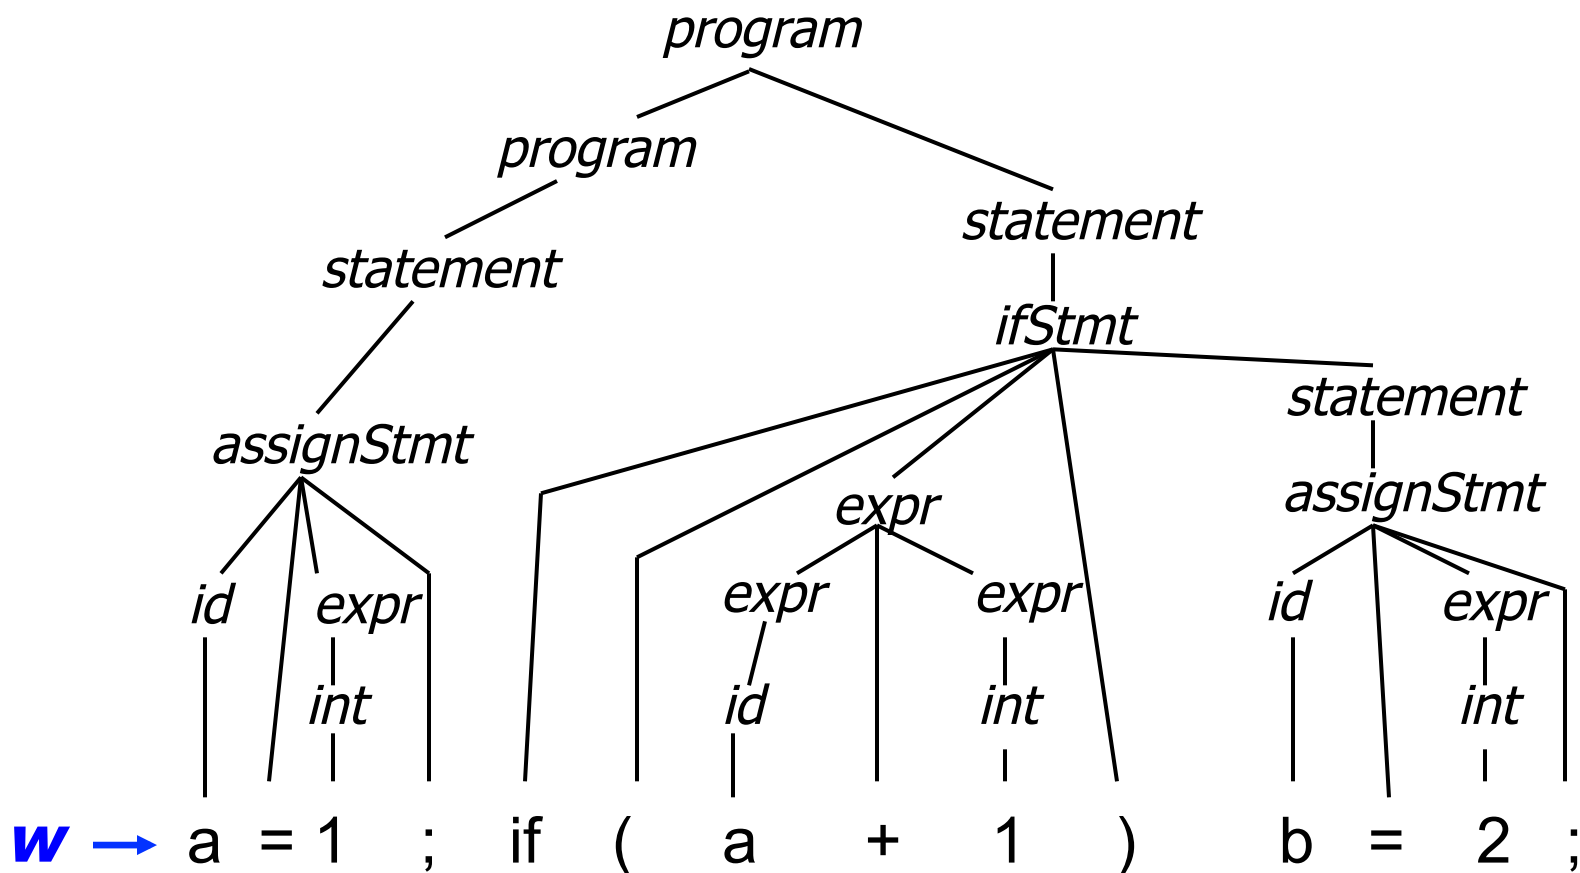 program
program
statement
statement
ifStmt
statement
assignStmt
assignStmt
expr
id expr
expr expr
id expr
int
id int
int
w a = 1 ; if ( a + 1 ) b = 2 ;